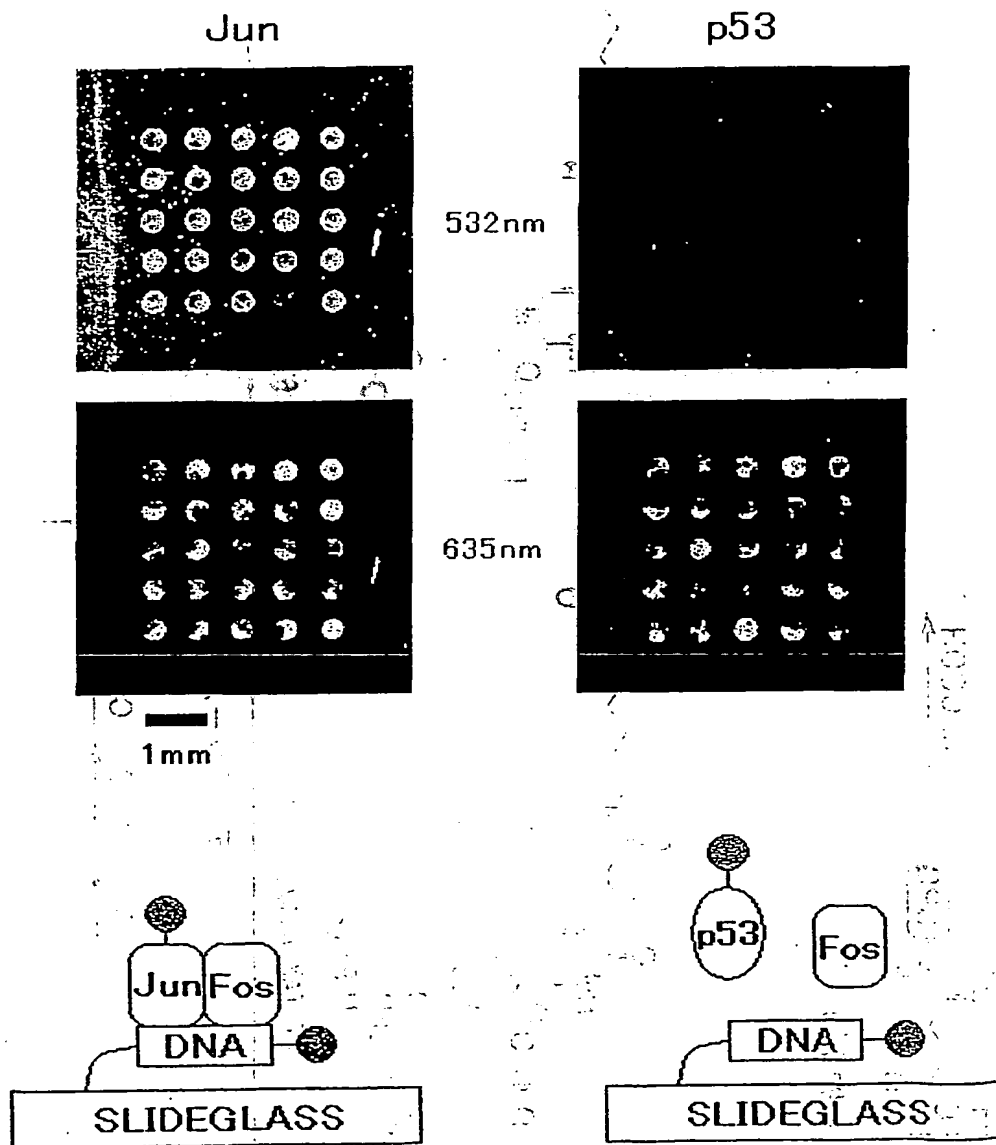 Jun p53
532nm
635nm
1mm
Jun Fos
DNA
SLIDEGLASS
p53 Fos
DNA
SLIDEGLASS